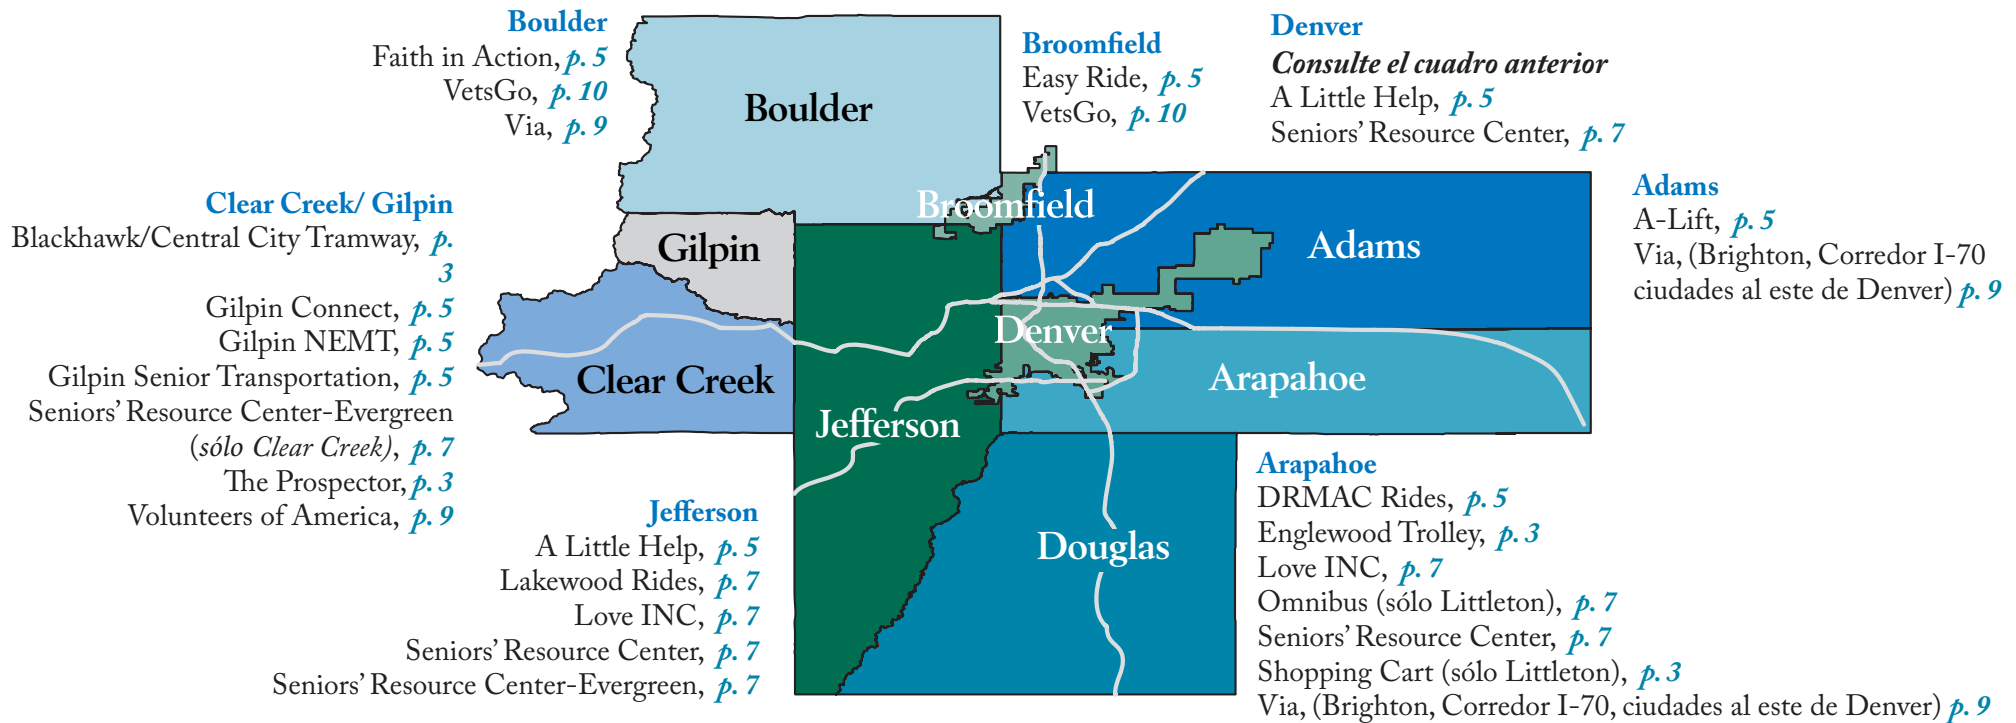 Boulder
Faith in Action, p. 5
VetsGo, p. 10
Via, p. 9
Broomfield
Easy Ride, p. 5
VetsGo, p. 10
Denver
Consulte el cuadro anterior
A Little Help, p. 5
Seniors' Resource Center, p. 7
Adams
A-Lift, p. 5
Via, (Brighton, Corredor I-70
ciudades al este de Denver) p. 9
Clear Creek/ Gilpin
Blackhawk/Central City Tramway, p.
3
Gilpin Connect, p. 5
Gilpin NEMT, p. 5
Gilpin Senior Transportation, p. 5
Seniors' Resource Center-Evergreen
(sólo Clear Creek), p. 7
The Prospector, p. 3
Volunteers of America, p. 9
Boulder
Broomfield
Gilpin
Adams
Denver
Clear Creek
Arapahoe
Jefferson
Douglas
Jefferson
A Little Help, p. 5
Lakewood Rides, p. 7
Love INC, p. 7
Seniors' Resource Center, p. 7
Seniors' Resource Center-Evergreen, p. 7
Arapahoe
DRMAC Rides, p. 5
Englewood Trolley, p. 3
Love INC, p. 7
Omnibus (sólo Littleton), p. 7
Seniors' Resource Center, p. 7
Shopping Cart (sólo Littleton), p. 3
Via, (Brighton, Corredor I-70, ciudades al este de Denver) p. 9